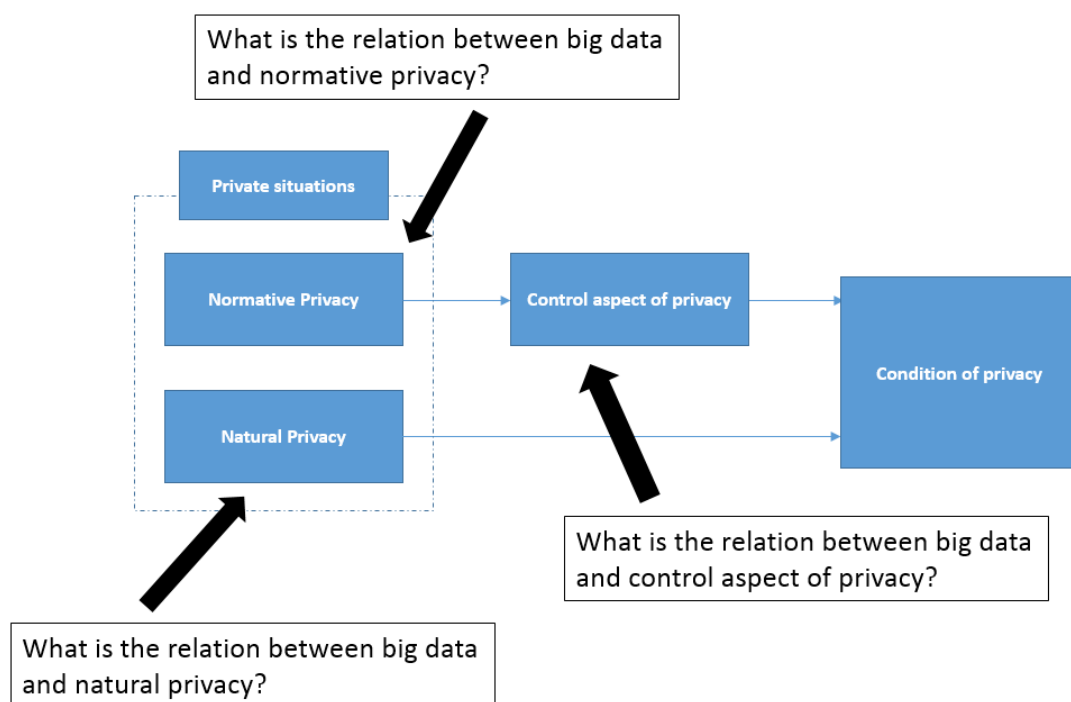 What is the relation between big data
and normative privacy?
Private situations
Normative Privacy
Control aspect of privacy
Condition of privacy
Natural Privacy
What is the relation between big data
and control aspect of privacy?
What is the relation between big data
and natural privacy?